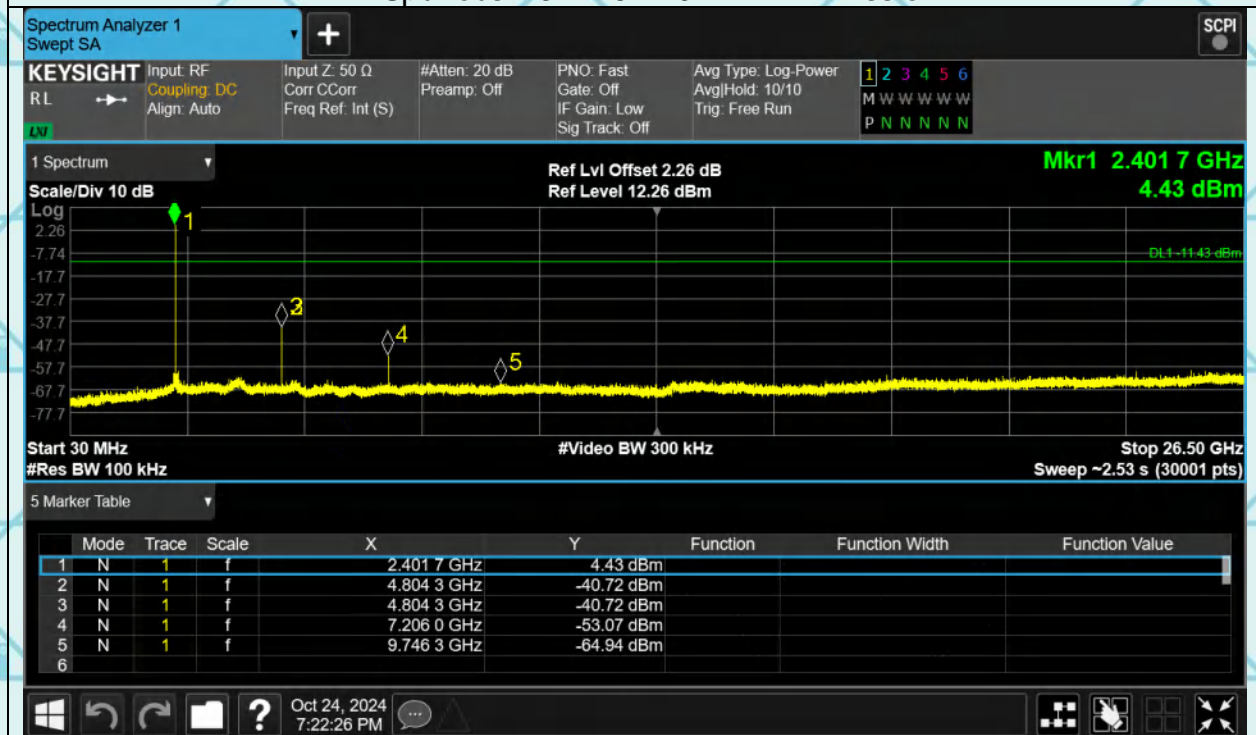 Spectrum Analyzer 1
Swept SA
+
SCPI
KEYSIGHT
RL
LXI
Input: RF
Coupling: DC
Align: Auto
Input Z: 50 Ω
Corr CCorr
Freq Ref: Int (S)
#Atten: 20 dB
Preamp: Off
PNO: Fast
Gate: Off
IF Gain: Low
Sig Track: Off
Avg Type: Log-Power
Avg|Hold: 10/10
Trig: Free Run
1 2 3 4 5 6
M W W W W W
P N N N N N
1 Spectrum
Scale/Div 10 dB
Ref Lvl Offset 2.26 dB
Ref Level 12.26 dBm
Mkr1 2.401 7 GHz
4.43 dBm
Log
2.26
-7.74
-17.7
-27.7
-37.7
-47.7
-57.7
-67.7
-77.7
1
3
4
5
DL1 -11.43 dBm
Start 30 MHz
#Res BW 100 kHz
#Video BW 300 kHz
Stop 26.50 GHz
Sweep ~2.53 s (30001 pts)
5 Marker Table
Mode Trace Scale X Y Function Function Width Function Value
1 N 1 f 2.401 7 GHz 4.43 dBm
2 N 1 f 4.804 3 GHz -40.72 dBm
3 N 1 f 4.804 3 GHz -40.72 dBm
4 N 1 f 7.206 0 GHz -53.07 dBm
5 N 1 f 9.746 3 GHz -64.94 dBm
6
?
Oct 24, 2024
7:22:26 PM